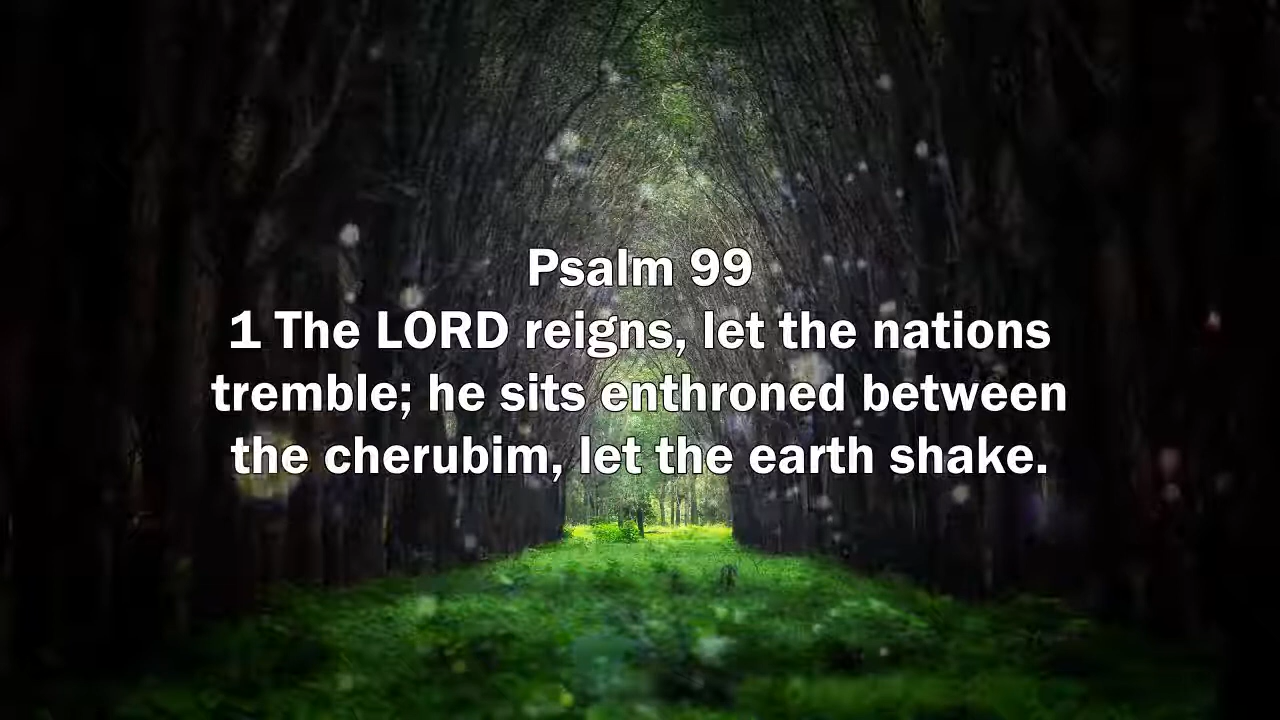 Psalm 99
1 The LORD reigns, let the nations
tremble; he sits enthroned between
the cherubim, let the earth shake.